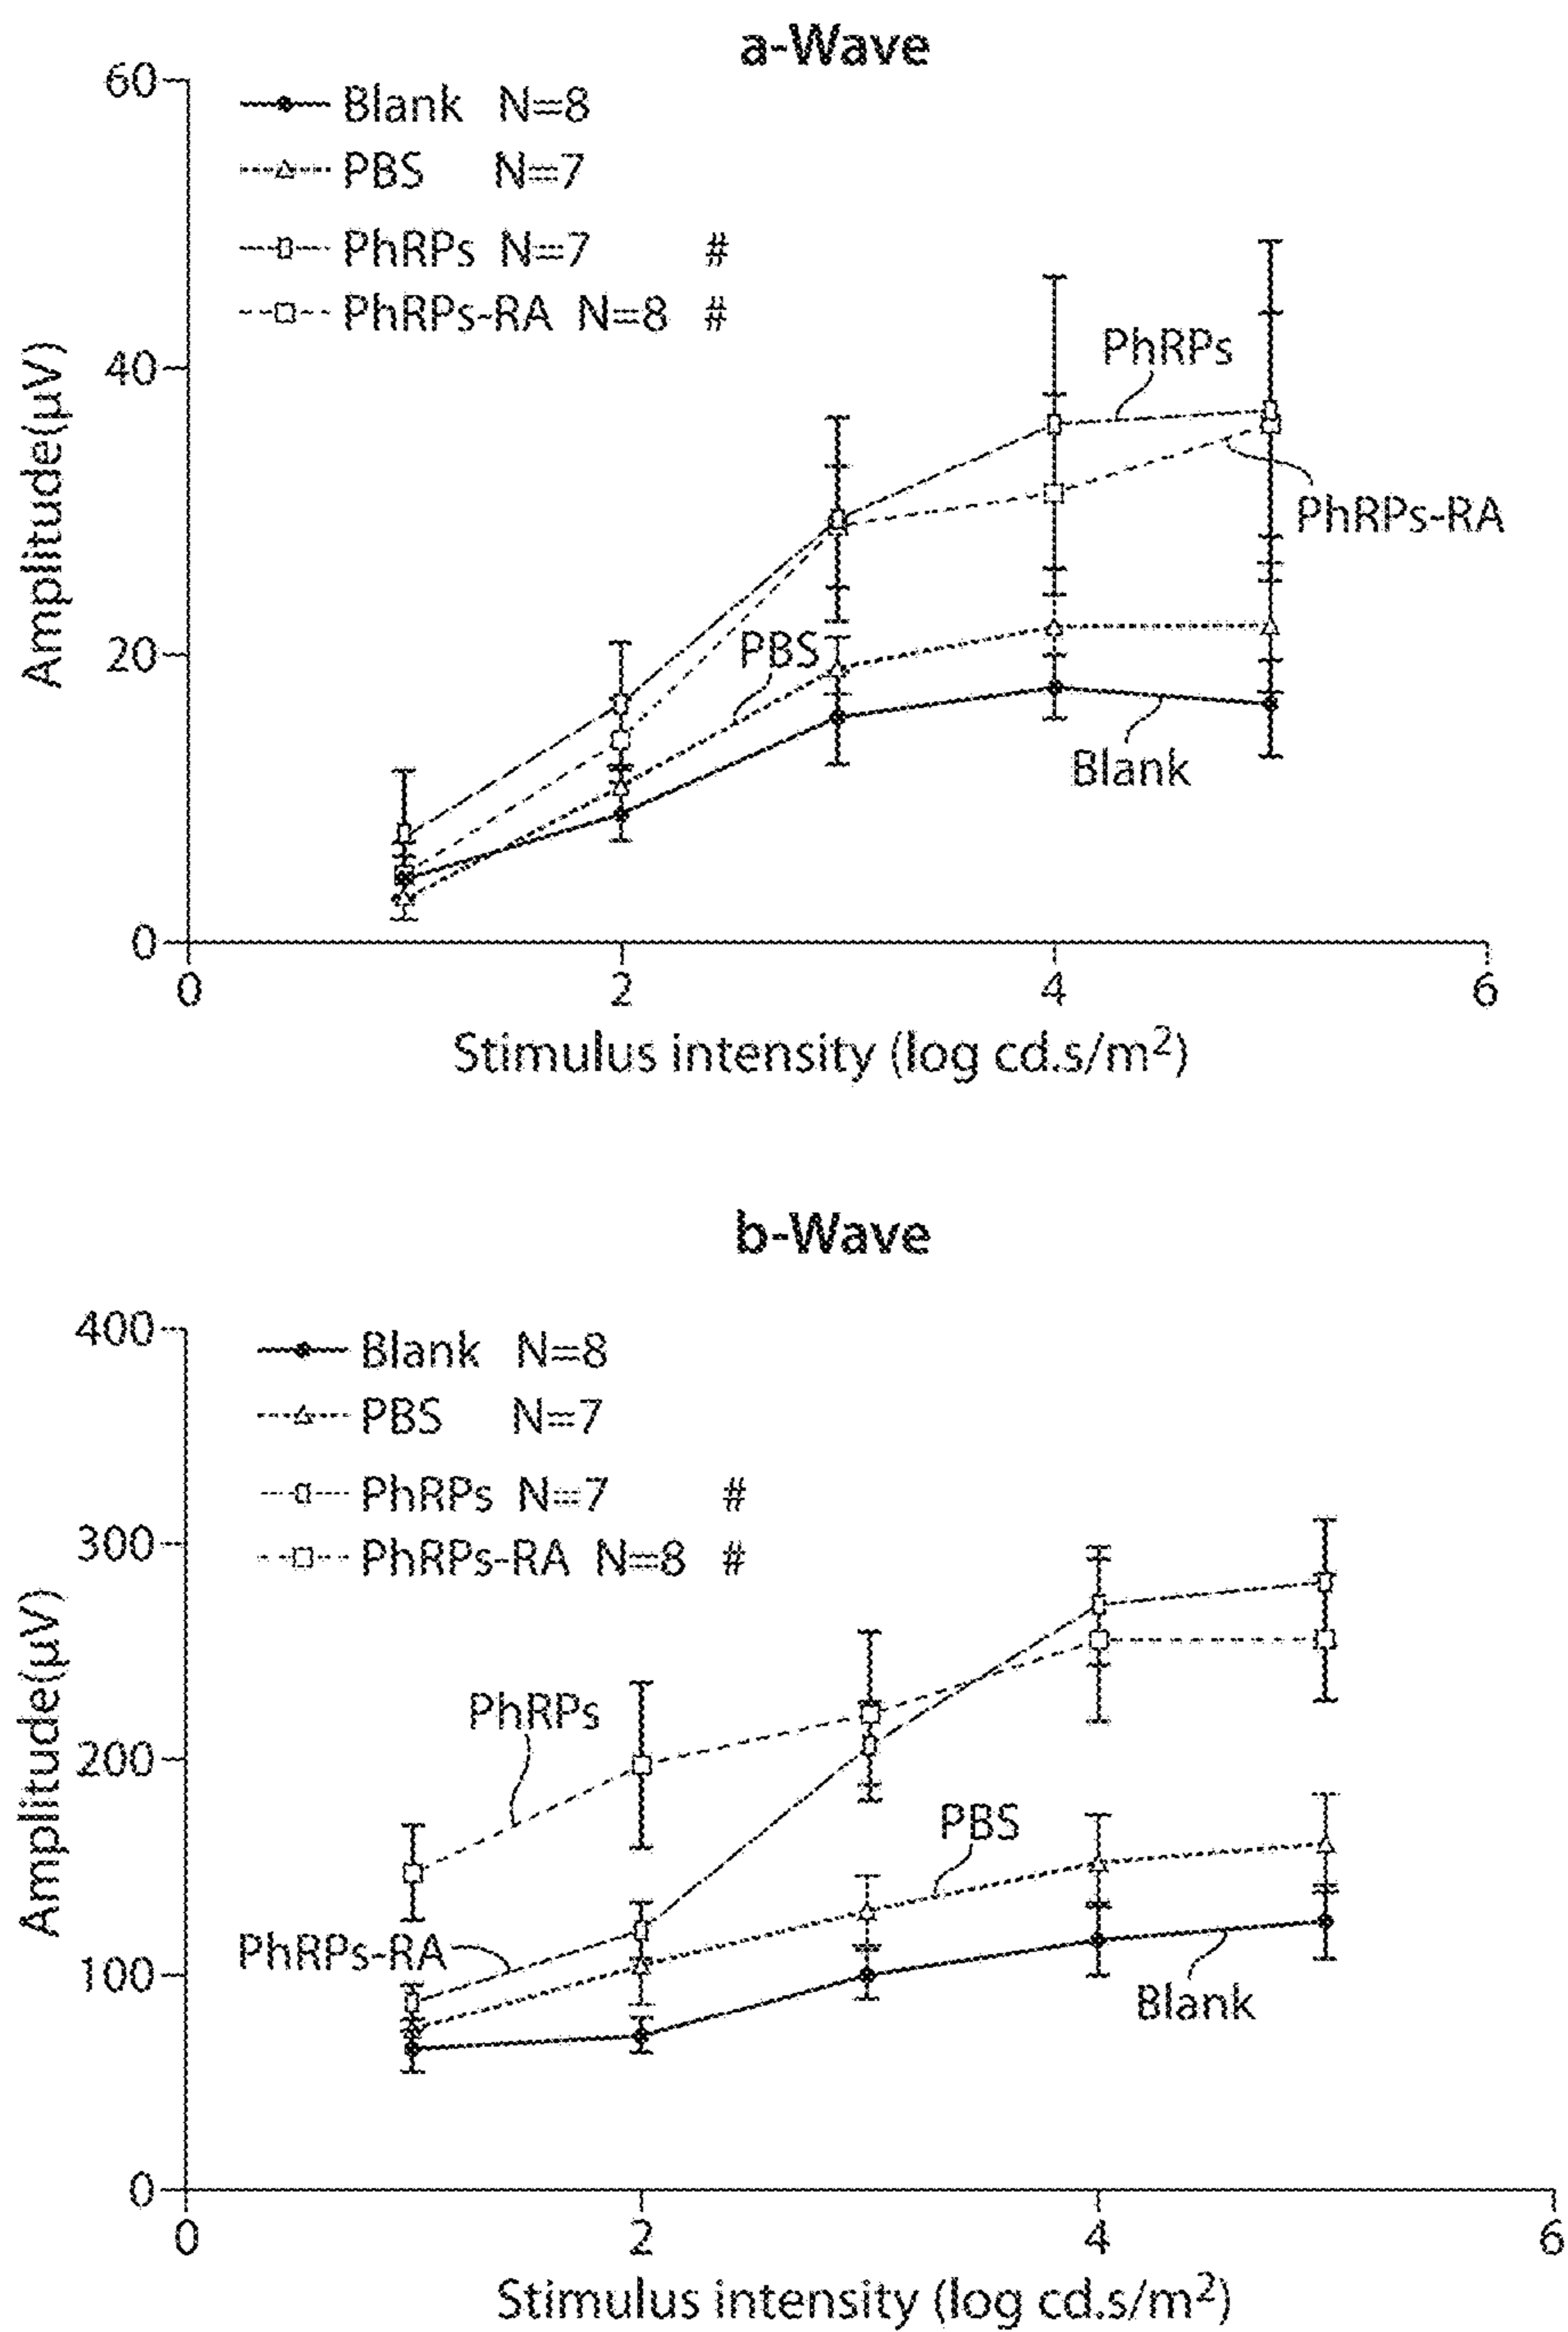 a-Wave
60
Blank N=8
PBS N=7
PhRPs N=7 #
PhRPs-RA N=8 #
40
PhRPs
PhRPs-RA
Amplitude(μV)
20
PBS
Blank
0
0 2 4 6
Stimulus intensity (log cd.s/m²)
b-Wave
400
Blank N=8
PBS N=7
PhRPs N=7 #
300
PhRPs-RA N=8 #
PhRPs
Amplitude(μV)
200
PBS
PhRPs-RA
100
Blank
0
0 2 4 6
Stimulus intensity (log cd.s/m²)